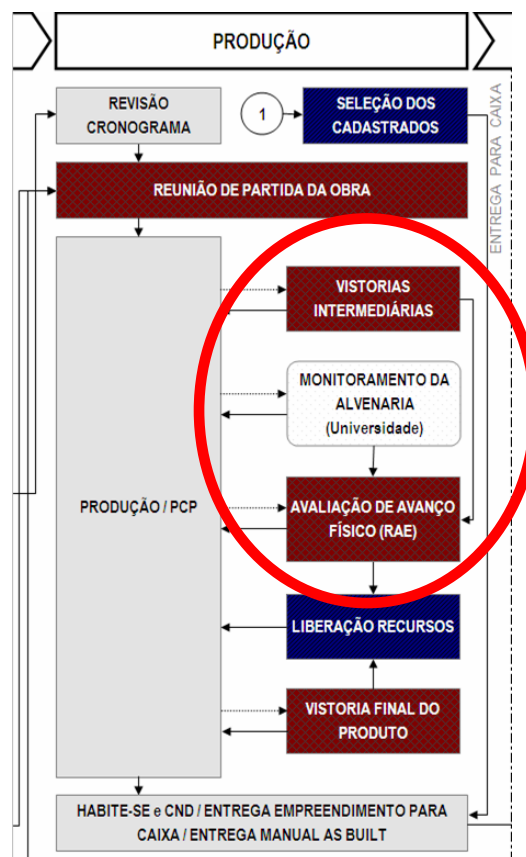 PRODUÇÃO
REVISÃO
CRONOGRAMA
1
SELEÇÃO DOS
CADASTRADOS
ENTREGA PARA CAIXA
REUNIÃO DE PARTIDA DA OBRA
VISTORIAS
INTERMEDIÁRIAS
MONITORAMENTO DA
ALVENARIA
(Universidade)
PRODUÇÃO / PCP
AVALIAÇÃO DE AVANÇO
FÍSICO (RAE)
LIBERAÇÃO RECURSOS
VISTORIA FINAL DO
PRODUTO
HABITE-SE e CND / ENTREGA EMPREENDIMENTO PARA
CAIXA / ENTREGA MANUAL AS BUILT